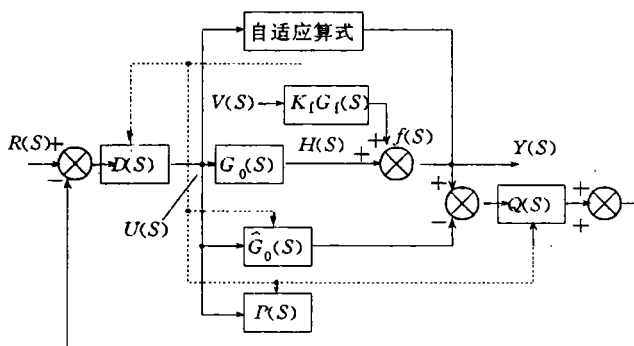 自适应算式
V(S)
K_f G_f(S)
R(S)
+
−
D(S)
G_0(S)
H(S)
+
+
f(S)
Y(S)
U(S)
Ĝ_0(S)
+
−
Q(S)
+
+
P(S)